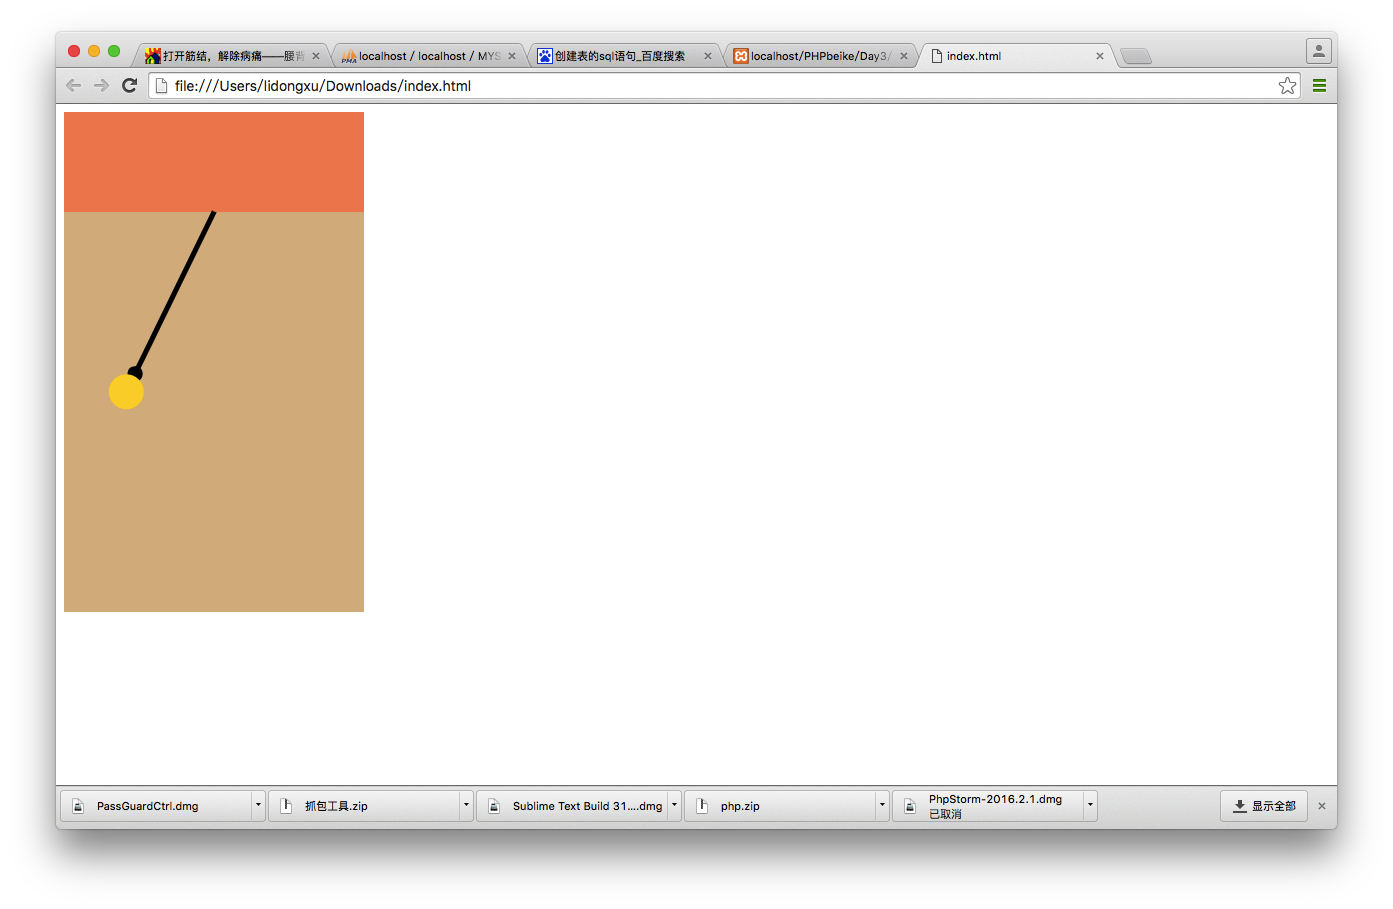 打开筋结，解除病痛——腰背
localhost / localhost / MYS
创建表的sql语句_百度搜索
localhost/PHPbeike/Day3/
index.html
file:///Users/lidongxu/Downloads/index.html
PassGuardCtrl.dmg
抓包工具.zip
Sublime Text Build 31....dmg
php.zip
PhpStorm-2016.2.1.dmg
已取消
显示全部